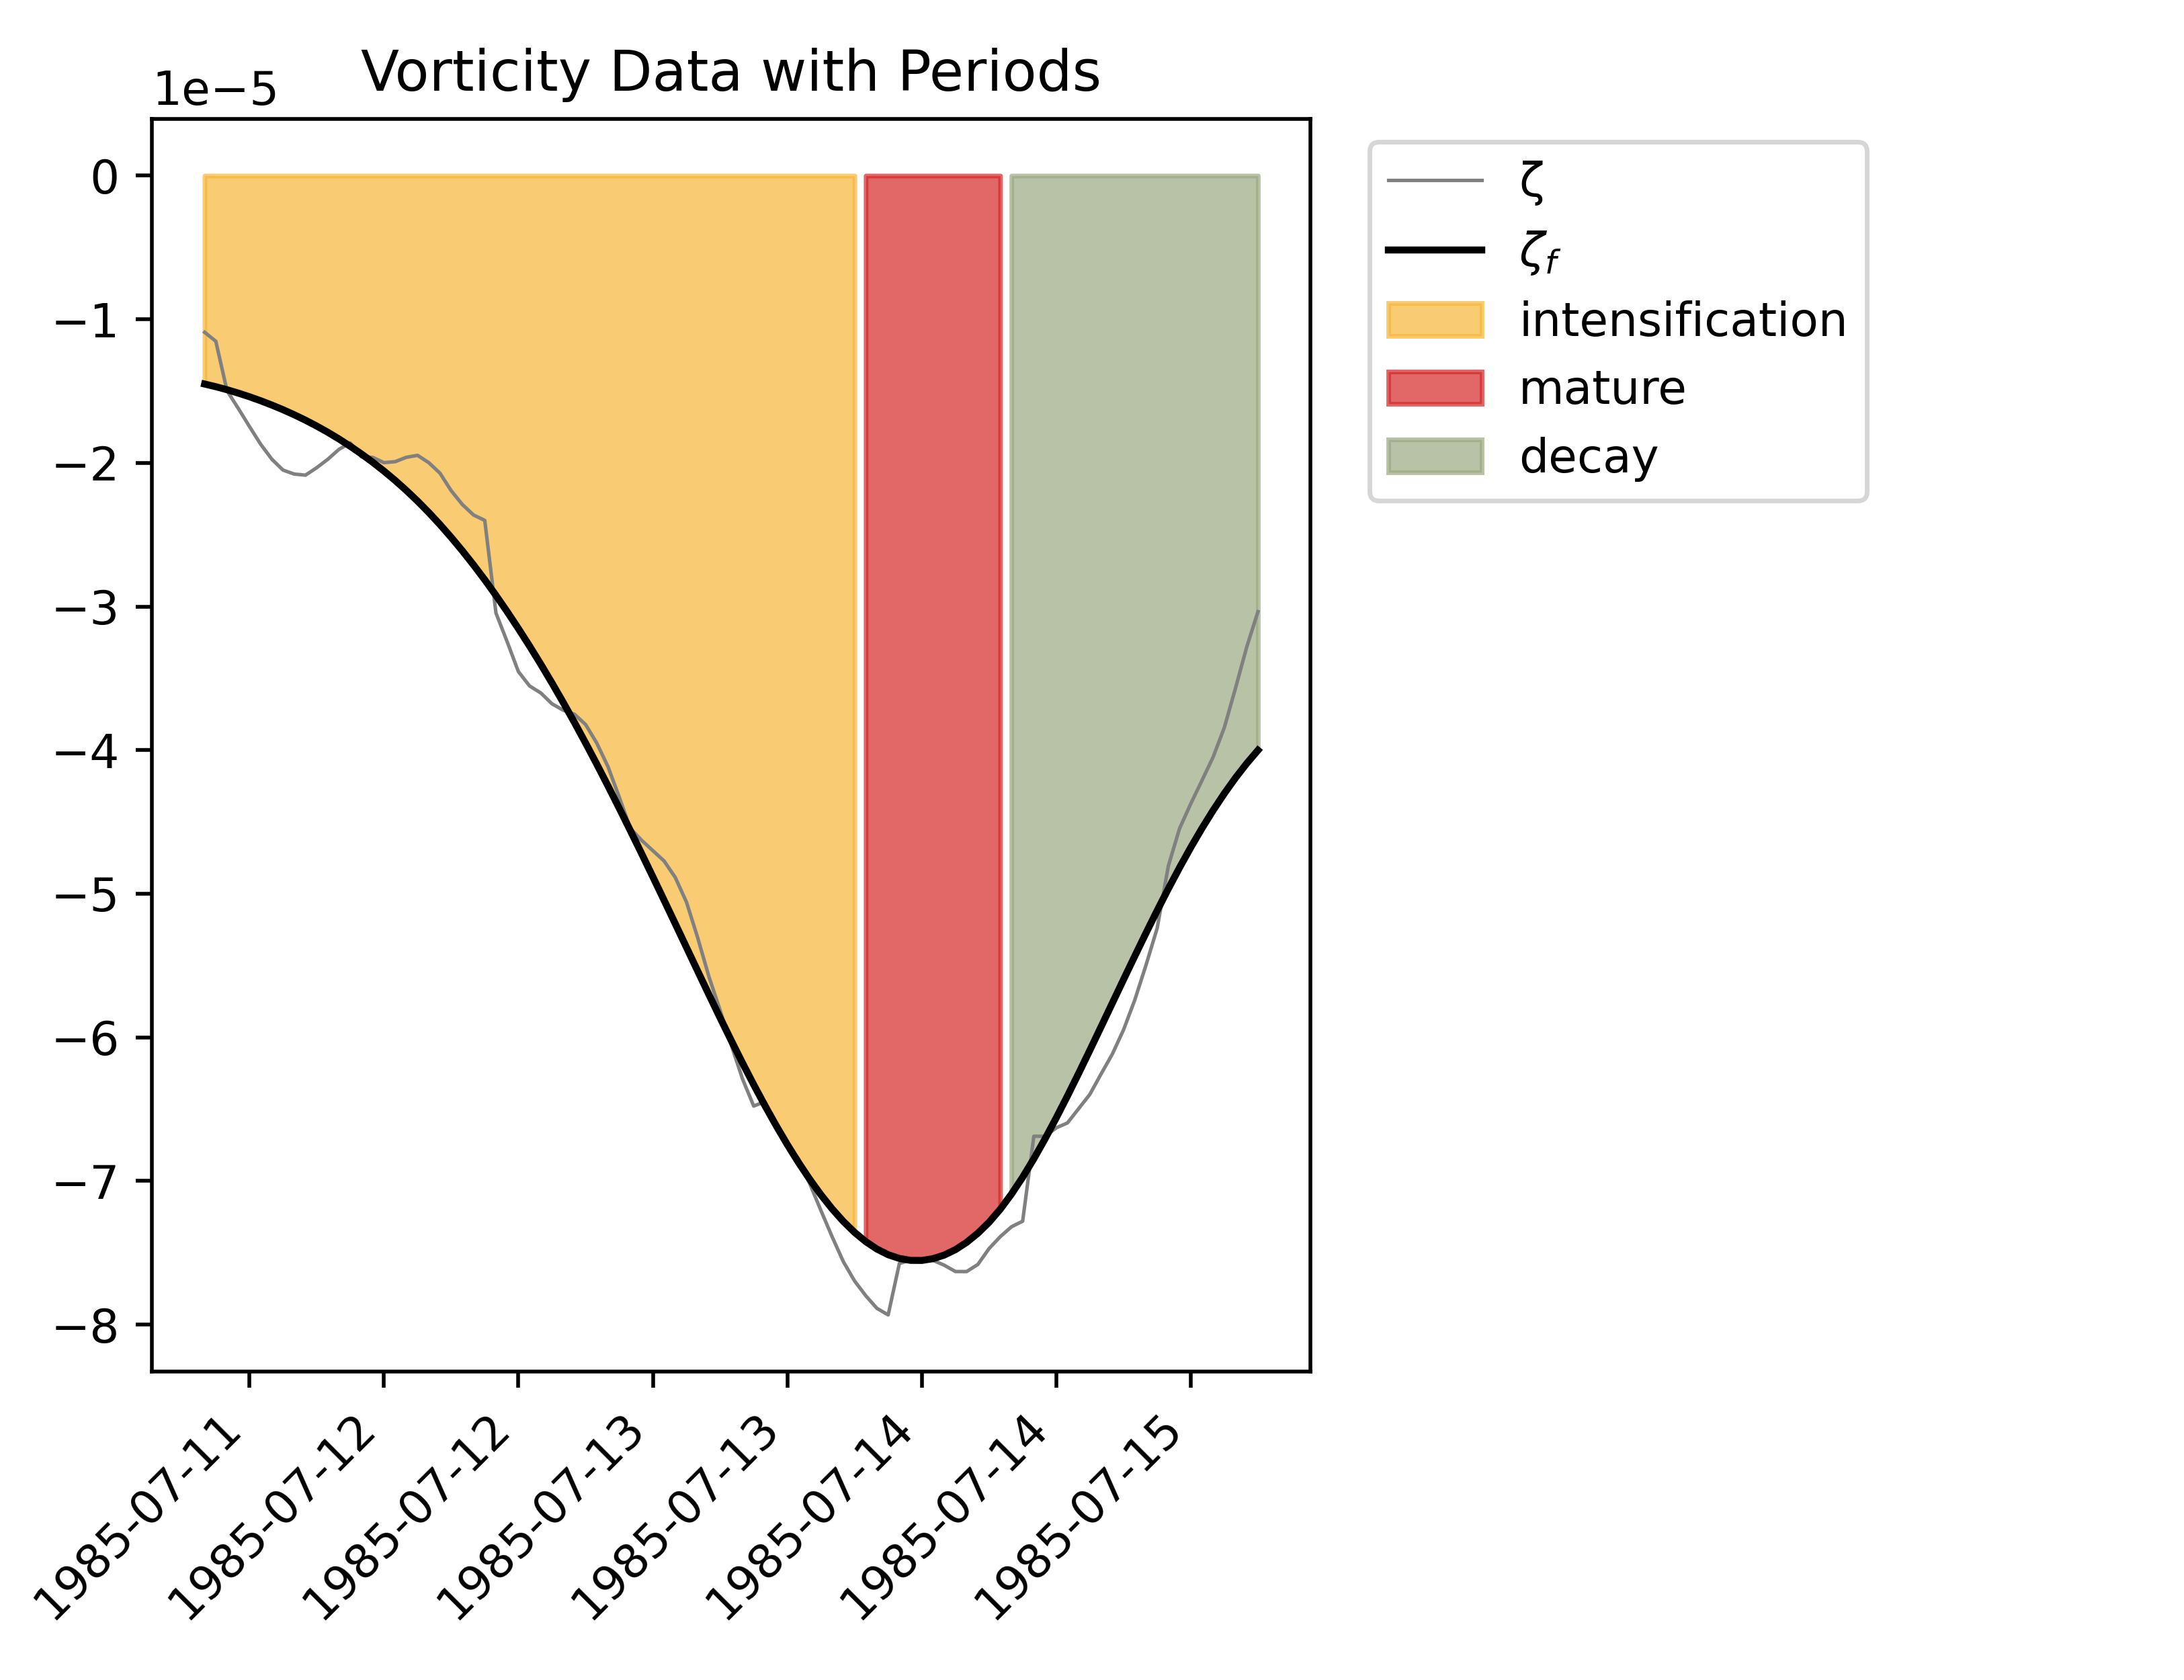 Vorticity Data with Periods
1e−5
0
−1
−2
−3
−4
−5
−6
−7
−8
1985-07-11
1985-07-12
1985-07-12
1985-07-13
1985-07-13
1985-07-14
1985-07-14
1985-07-15
ζ
ζf
intensification
mature
decay